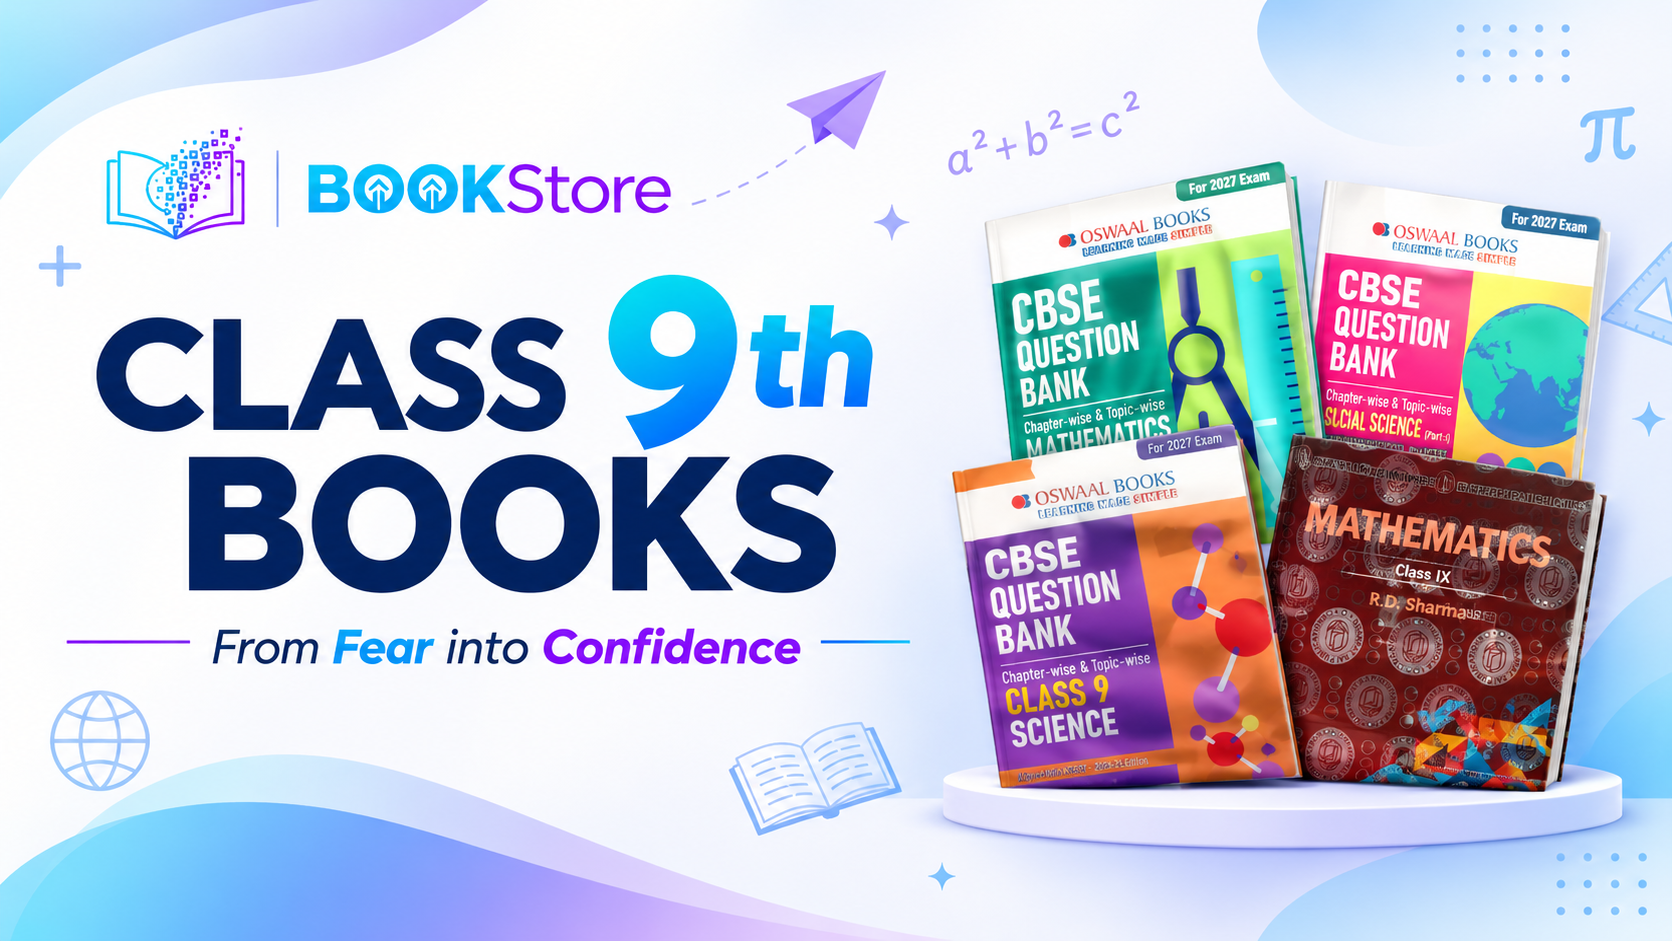 BOOKStore
CLASS 9th
BOOKS
From Fear into Confidence
a²+b²=c²
π
For 2027 Exam
OSWAAL BOOKS
LEARNING MADE SIMPLE
CBSE
QUESTION
BANK
Chapter-wise & Topic-wise
MATHEMATICS
For 2027 Exam
OSWAAL BOOKS
LEARNING MADE SIMPLE
CBSE
QUESTION
BANK
Chapter-wise & Topic-wise
SLCIAL SCIENCE (Part-I)
For 2027 Exam
OSWAAL BOOKS
LEARNING MADE SIMPLE
CBSE
QUESTION
BANK
Chapter-wise & Topic-wise
CLASS 9
SCIENCE
MATHEMATICS
Class IX
R.D. Sharma